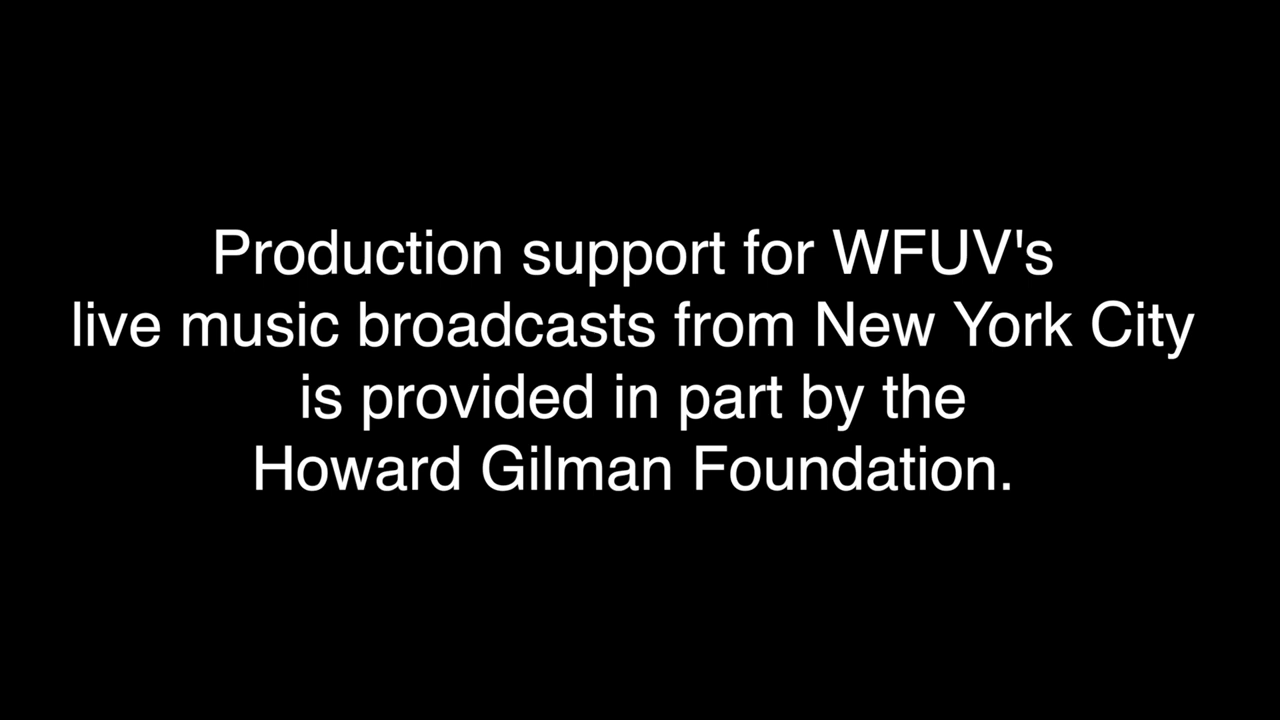 Production support for WFUV's
live music broadcasts from New York City
is provided in part by the
Howard Gilman Foundation.